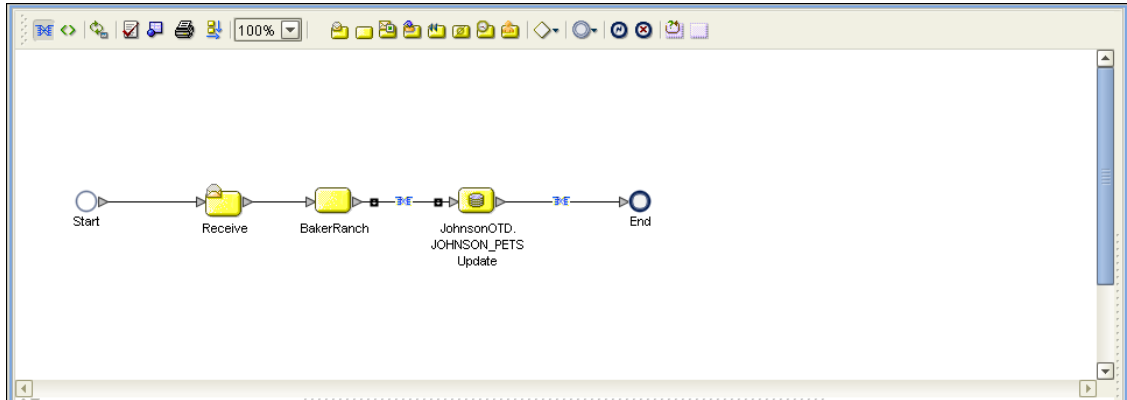 100%
Start
Receive
BakerRanch
JohnsonOTD.
JOHNSON_PETS
Update
End